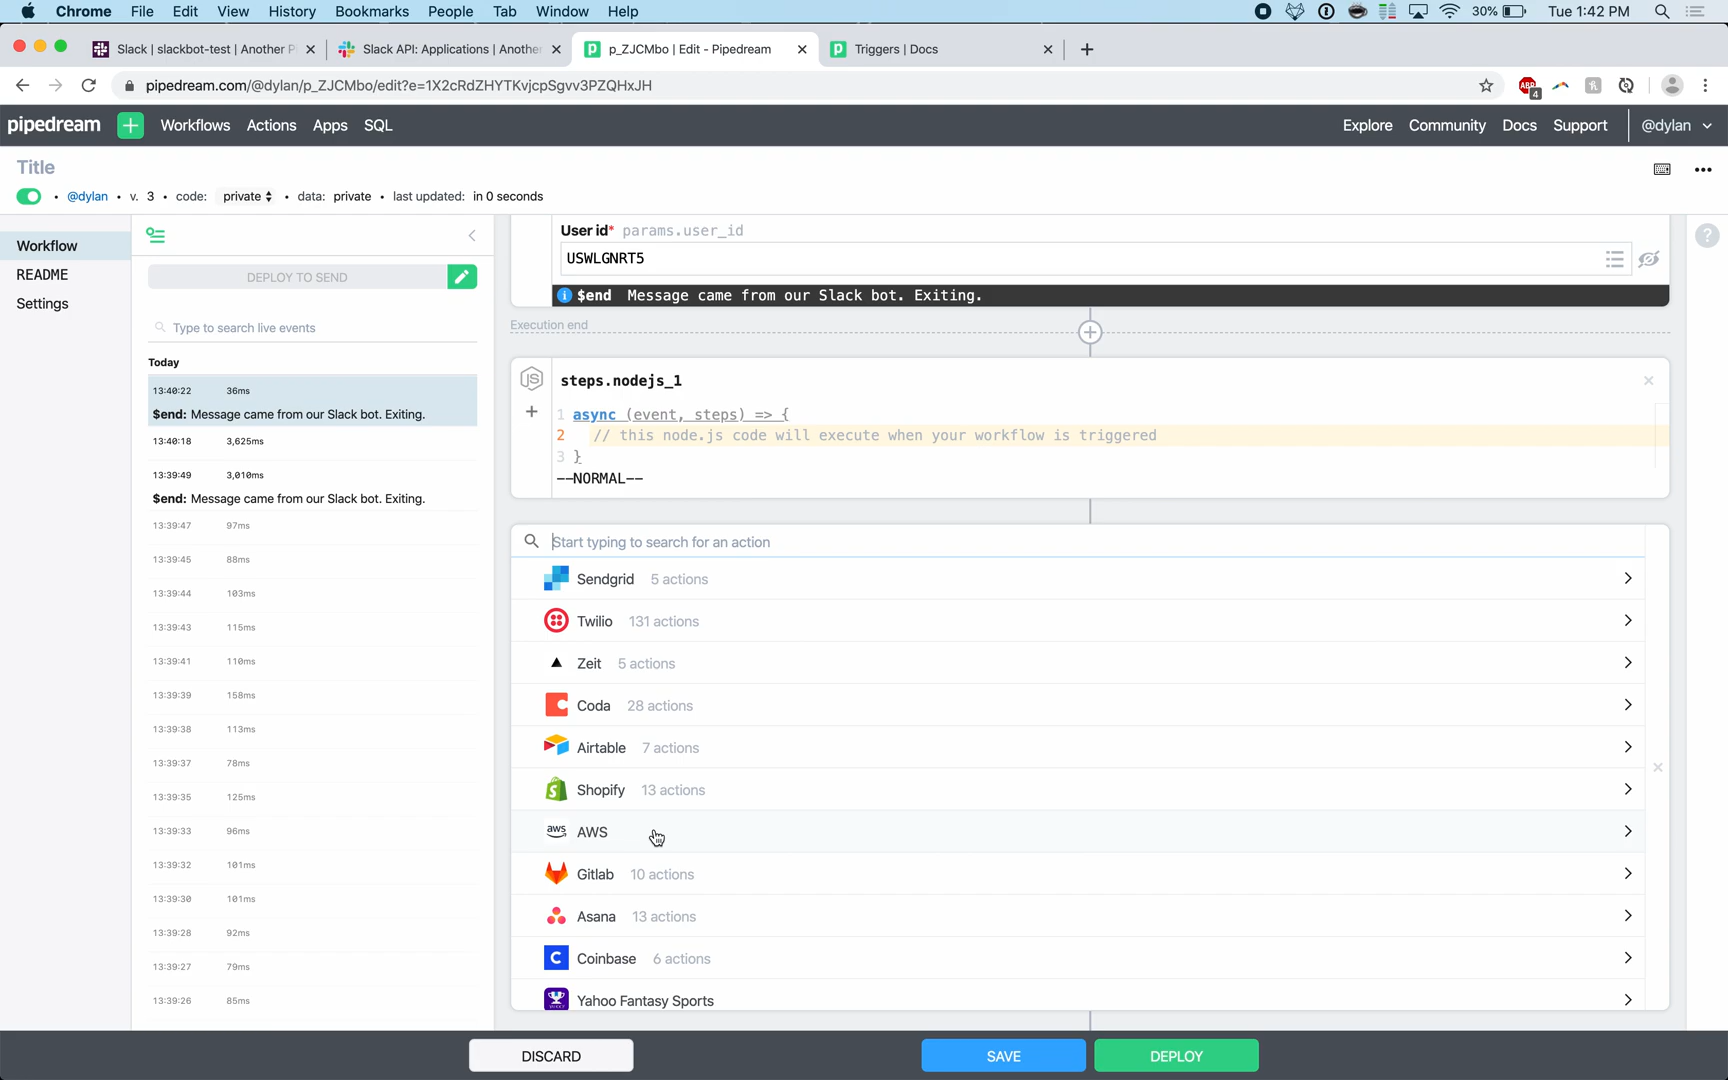 Chrome File Edit View History Bookmarks People Tab Window Help 30% Tue 1:42 PM
Slack | slackbot-test | Another P Slack API: Applications | Another p_ZJCMbo | Edit - Pipedream Triggers | Docs
pipedream.com/@dylan/p_ZJCMbo/edit?e=1X2cRdZHYTKvjcpSgvv3PZQHxJH ABP 4
pipedream + Workflows Actions Apps SQL Explore Community Docs Support @dylan
Title
• @dylan • v. 3 • code: private • data: private • last updated: in 0 seconds
Workflow
README
Settings
DEPLOY TO SEND
Type to search live events
Today
13:40:22 36ms
$end: Message came from our Slack bot. Exiting.
13:40:18 3,625ms
13:39:49 3,010ms
$end: Message came from our Slack bot. Exiting.
13:39:47 97ms
13:39:45 88ms
13:39:44 103ms
13:39:43 115ms
13:39:41 110ms
13:39:39 158ms
13:39:38 113ms
13:39:37 78ms
13:39:35 125ms
13:39:33 96ms
13:39:32 101ms
13:39:30 101ms
13:39:28 92ms
13:39:27 79ms
13:39:26 85ms
User id* params.user_id
USWLGNRT5
$end Message came from our Slack bot. Exiting.
Execution end
JS steps.nodejs_1
1 async (event, steps) => {
2 // this node.js code will execute when your workflow is triggered
3 }
--NORMAL--
Start typing to search for an action
Sendgrid 5 actions
Twilio 131 actions
Zeit 5 actions
Coda 28 actions
Airtable 7 actions
Shopify 13 actions
aws AWS
Gitlab 10 actions
Asana 13 actions
C Coinbase 6 actions
Yahoo Fantasy Sports
?
DISCARD SAVE DEPLOY